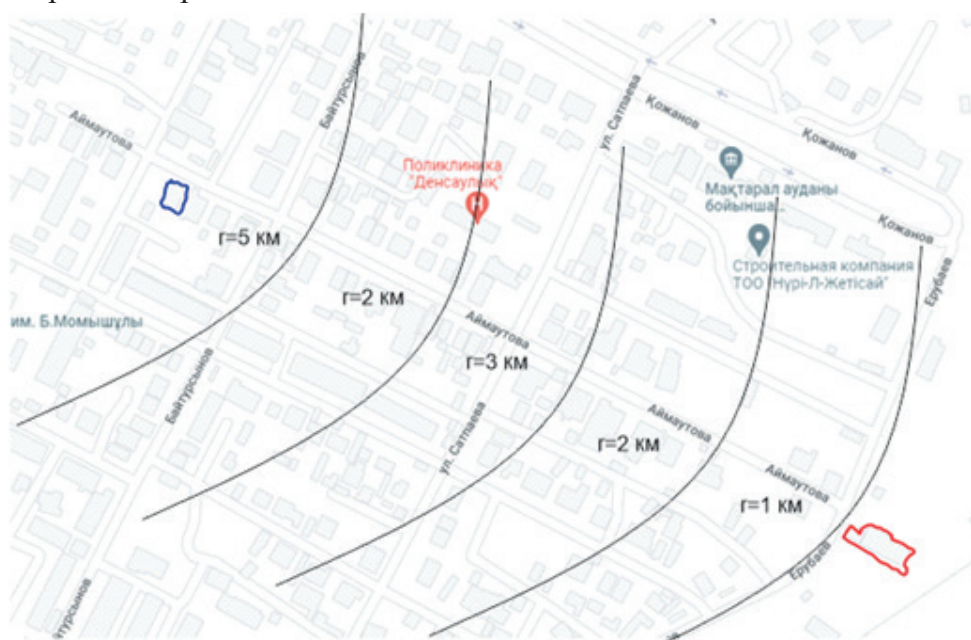 Аймаутова
Байтурсынов
ул. Сатпаева
Қожанов
Қожанов
Поликлиника
"Денсаулық"
Мақтарал ауданы
бойынша...
Қожанов
r=5 км
Строительная компания
ТОО "Нұрі-Л-Жетісай"
Ерубаев
r=2 км
им. Б.Момышұлы
Аймаутова
r=3 км
Байтурсынов
ул. Сатпаева
Аймаутова
r=2 км
Аймаутова
r=1 км
Ерубаев
йтурсынов